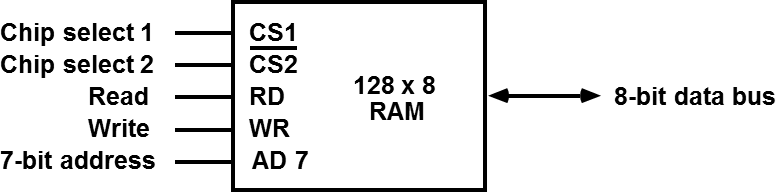 Chip select 1 CS1
Chip select 2 C̅S̅2̅
Read RD 128 x 8
RAM 8-bit data bus
Write WR
7-bit address AD 7